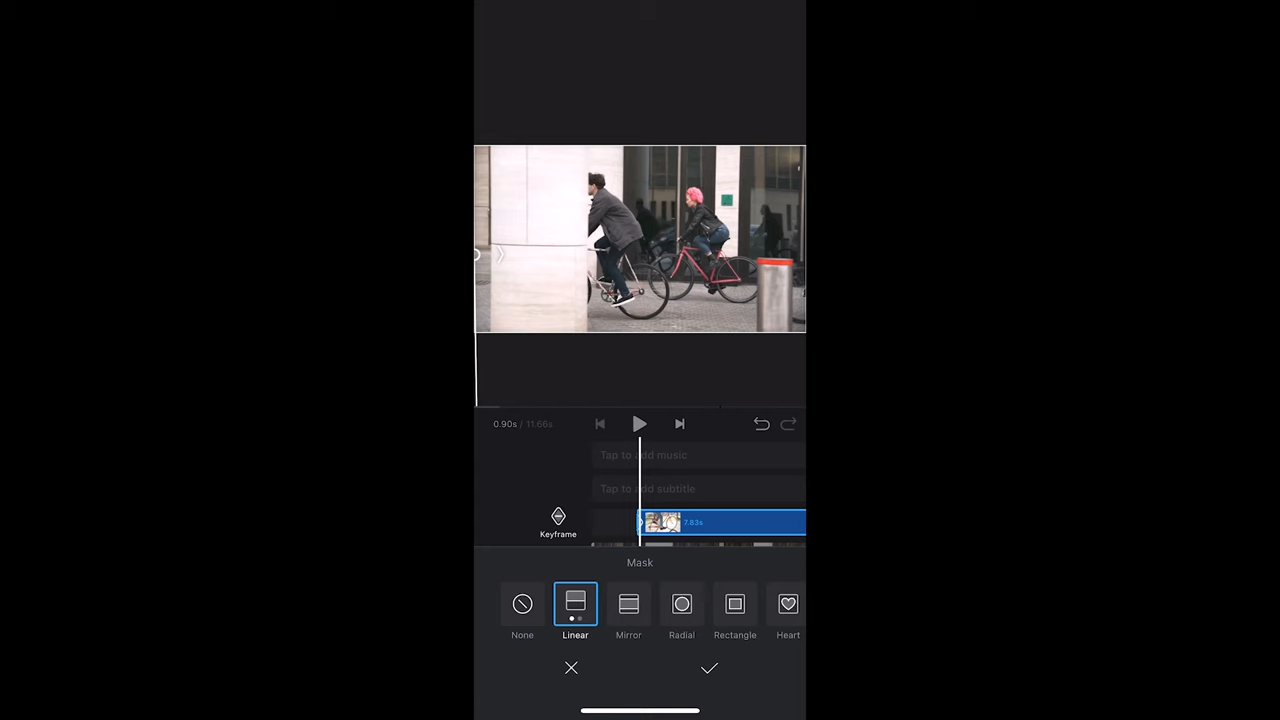 0.90s / 11.66s
Tap to add music
Tap to add subtitle
7.83s
Keyframe
Mask
None
Linear
Mirror
Radial
Rectangle
Heart